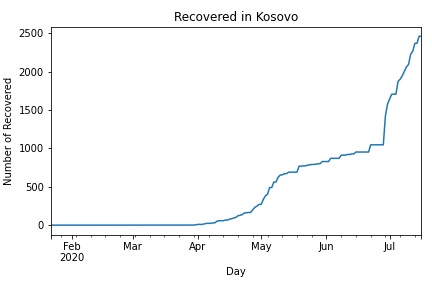 Recovered in Kosovo
Number of Recovered
2500
2000
1500
1000
500
0
Feb
2020
Mar
Apr
May
Jun
Jul
Day